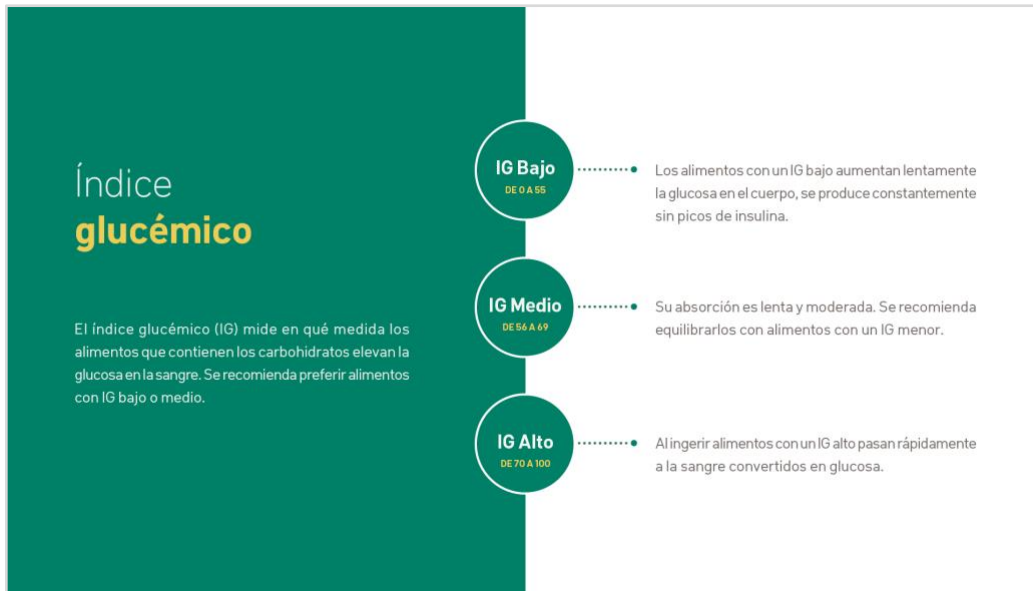 Índice
glucémico
El índice glucémico (IG) mide en qué medida los
alimentos que contienen los carbohidratos elevan la
glucosa en la sangre. Se recomienda preferir alimentos
con IG bajo o medio.
IG Bajo
DE 0 A 55
Los alimentos con un IG bajo aumentan lentamente
la glucosa en el cuerpo, se produce constantemente
sin picos de insulina.
IG Medio
DE 56 A 69
Su absorción es lenta y moderada. Se recomienda
equilibrarlos con alimentos con un IG menor.
IG Alto
DE 70 A 100
Al ingerir alimentos con un IG alto pasan rápidamente
a la sangre convertidos en glucosa.